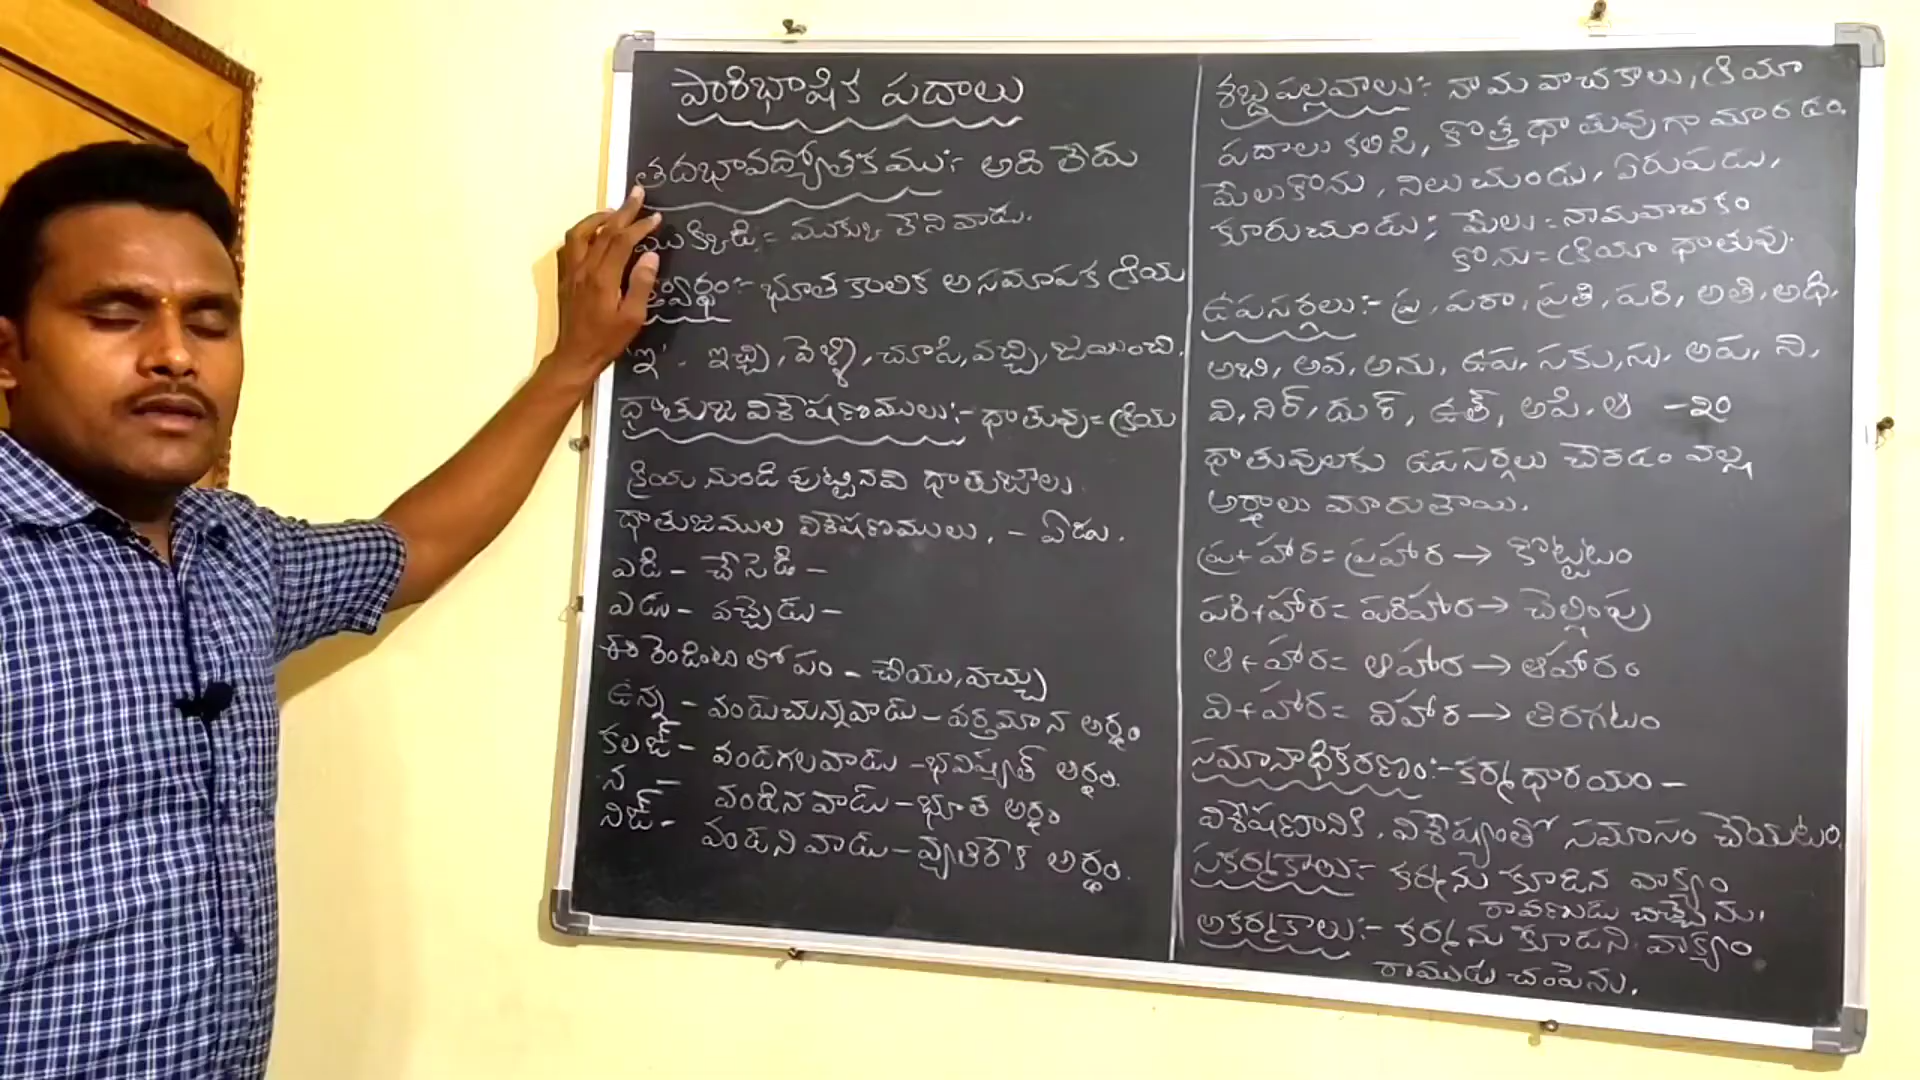 పారిభాషిక పదాలు
తదభావద్యోతకము:- అది లేదు
ముక్కిడి = ముక్కు లేని వాడు.
క్త్వార్థం:- భూత కాలిక అసమాపక క్రియ
'ఇ'. ఇచ్చి, వెళ్ళి, చూసి, వచ్చి, జయించి.
ధాతుజ విశేషణములు:- ధాతువు = క్రియ
క్రియ నుండి పుట్టినవి ధాతుజాలు.
ధాతుజముల విశేషణములు. - ఏడు.
ఎడి - చేసెడి -
ఎడు - వచ్చెడు -
ఈ రెండింటి లోపం - చేయు, వచ్చు
ఉన్న - వండుచున్నవాడు - వర్తమాన అర్థం
కలజ్ - వండగలవాడు - భవిష్యత్ అర్థం.
న - వండిన వాడు - భూత అర్థం
నిజ్ - వండని వాడు - వ్యతిరేక అర్థం.
శబ్దపల్లవాలు:- నామ వాచకాలు, క్రియా
పదాలు కలిసి, కొత్త ధాతువుగా మారడం.
మేలుకొను, నిలుచుండు, ఏరుపడు,
కూరుచుండు; మేలు = నామవాచకం
కొను = క్రియా ధాతువు.
ఉపసర్గలు:- ప్ర, పరా, ప్రతి, పరి, అతి, అధి,
అభి, అవ, అను, ఉప, సకు, సు, అప, ని,
వి, నిర్, దుర్, ఉత్, అపి, ఆ - ౨౦
ధాతువులకు ఉపసర్గలు చేరడం వల్ల
అర్థాలు మారుతాయి.
ప్ర+హార = ప్రహార → కొట్టటం
పరి+హార = పరిహార → చెల్లింపు
ఆ+హార = ఆహార → ఆహారం
వి+హార = విహార → తిరగటం
సమానాధికరణం:- కర్మధారయం -
విశేషణానికి, విశేష్యంతో సమాసం చేయటం.
సకర్మకాలు:- కర్మను కూడిన వాక్యం
రావణుడు చచ్చెను.
అకర్మకాలు:- కర్మను కూడని వాక్యం
రాముడు చంపెను.